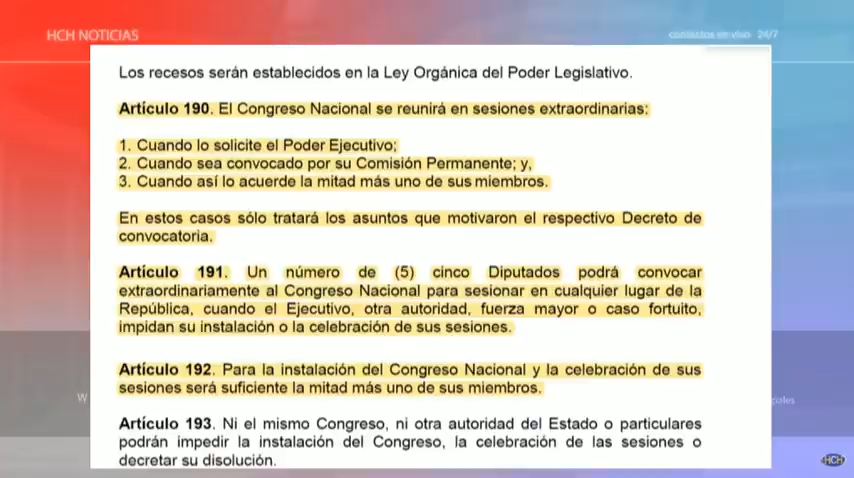 HCH NOTICIAS
contactos en vivo 24/7
Los recesos serán establecidos en la Ley Orgánica del Poder Legislativo.
Artículo 190. El Congreso Nacional se reunirá en sesiones extraordinarias:
1. Cuando lo solicite el Poder Ejecutivo;
2. Cuando sea convocado por su Comisión Permanente; y,
3. Cuando así lo acuerde la mitad más uno de sus miembros.
En estos casos sólo tratará los asuntos que motivaron el respectivo Decreto de
convocatoria.
Artículo 191. Un número de (5) cinco Diputados podrá convocar
extraordinariamente al Congreso Nacional para sesionar en cualquier lugar de la
República, cuando el Ejecutivo, otra autoridad, fuerza mayor o caso fortuito,
impidan su instalación o la celebración de sus sesiones.
Artículo 192. Para la instalación del Congreso Nacional y la celebración de sus
sesiones será suficiente la mitad más uno de sus miembros.
W
Artículo 193. Ni el mismo Congreso, ni otra autoridad del Estado o particulares
podrán impedir la instalación del Congreso, la celebración de las sesiones o
decretar su disolución.
HCH